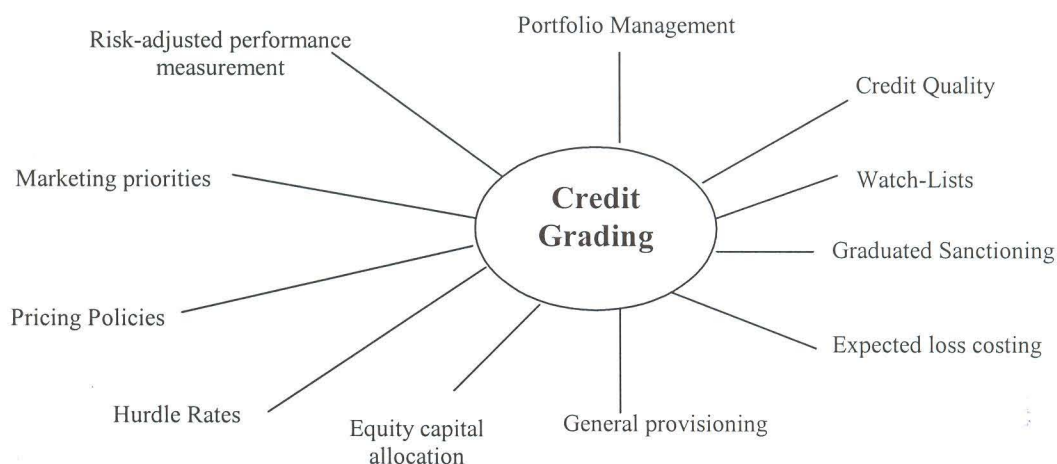 Portfolio Management
Risk-adjusted performance
measurement
Credit Quality
Marketing priorities
Watch-Lists
Credit
Grading
Graduated Sanctioning
Pricing Policies
Expected loss costing
Hurdle Rates
Equity capital
allocation
General provisioning